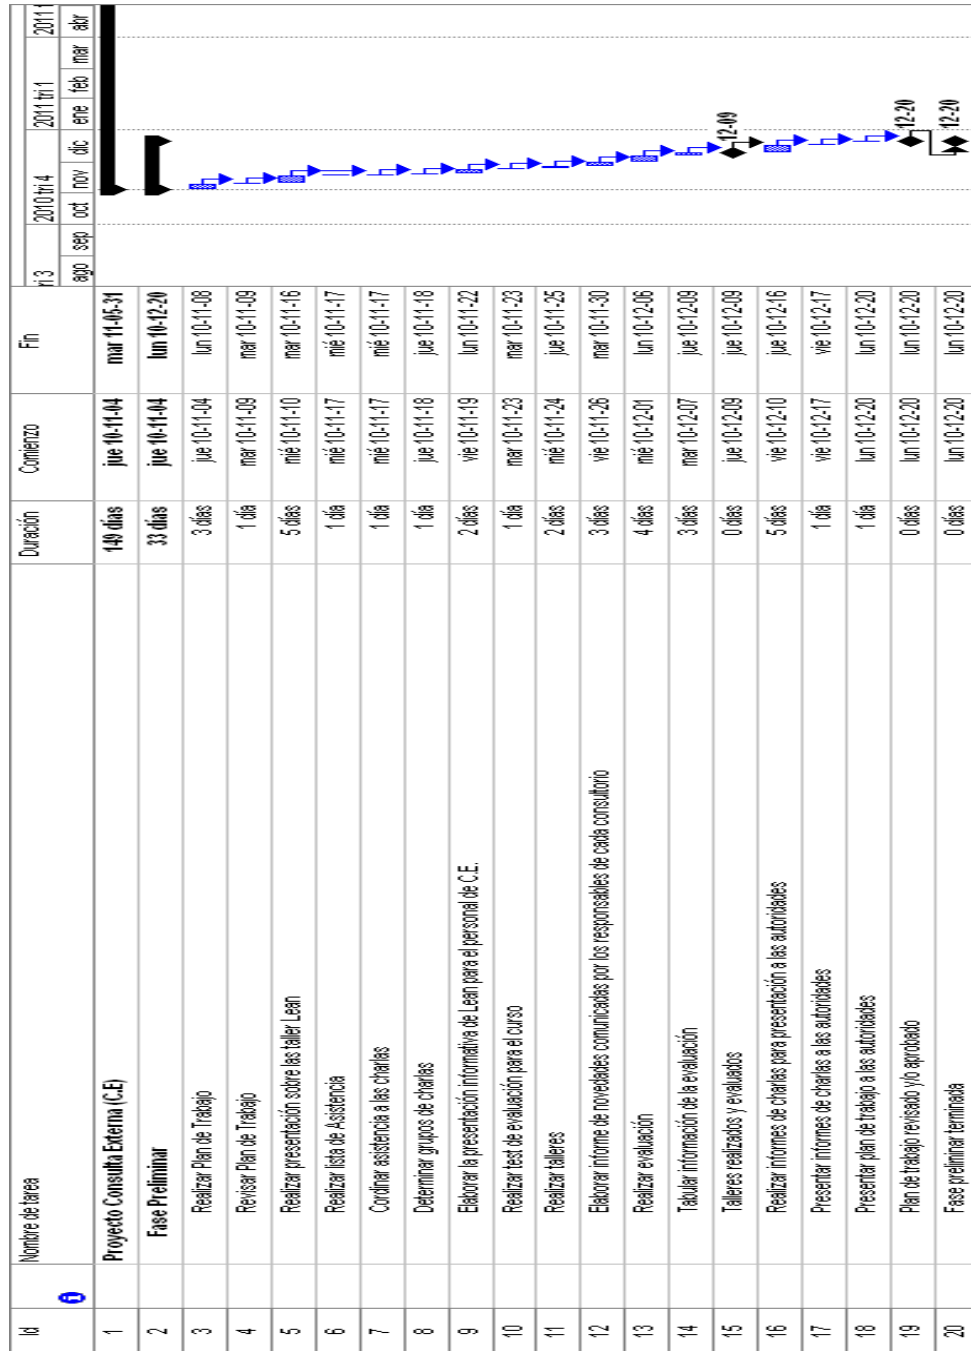 Id Nombre de tarea Duración Comienzo Fin ri 3 2010 tri 4 2011 tri 1 2011 t
ago sep oct nov dic ene feb mar abr
1 Proyecto Consulta Externa (C.E) 149 días jue 10-11-04 mar 11-05-31
2 Fase Preliminar 33 días jue 10-11-04 lun 10-12-20
3 Realizar Plan de Trabajo 3 días jue 10-11-04 lun 10-11-08
4 Revisar Plan de Trabajo 1 día mar 10-11-09 mar 10-11-09
5 Realizar presentación sobre las taller Lean 5 días mié 10-11-10 mar 10-11-16
6 Realizar lista de Asistencia 1 día mié 10-11-17 mié 10-11-17
7 Cordinar asistencia a las charlas 1 día mié 10-11-17 mié 10-11-17
8 Determinar grupos de charlas 1 día jue 10-11-18 jue 10-11-18
9 Elaborar la presentación informativa de Lean para el personal de C.E. 2 días vie 10-11-19 lun 10-11-22
10 Realizar test de evaluación para el curso 1 día mar 10-11-23 mar 10-11-23
11 Realizar talleres 2 días mié 10-11-24 jue 10-11-25
12 Elaborar informe de novedades comunicadas por los responsables de cada consultorio 3 días vie 10-11-26 mar 10-11-30
13 Realizar evaluación 4 días mié 10-12-01 lun 10-12-06
14 Tabular información de la evaluación 3 días mar 10-12-07 jue 10-12-09
15 Talleres realizados y evaluados 0 días jue 10-12-09 jue 10-12-09 12-09
16 Realizar informes de charlas para presentación a las autoridades 5 días vie 10-12-10 jue 10-12-16
17 Presentar informes de charlas a las autoridades 1 día vie 10-12-17 vie 10-12-17
18 Presentar plan de trabajo a las autoridades 1 día lun 10-12-20 lun 10-12-20
19 Plan de trabajo revisado y/o aprobado 0 días lun 10-12-20 lun 10-12-20 12-20
20 Fase preliminar terminada 0 días lun 10-12-20 lun 10-12-20 12-20